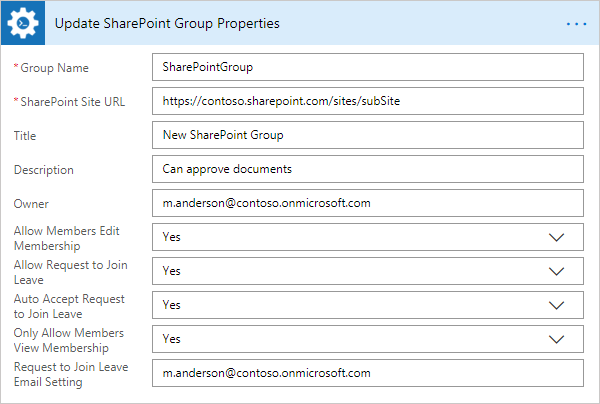 Update SharePoint Group Properties
* Group Name
SharePointGroup
* SharePoint Site URL
https://contoso.sharepoint.com/sites/subSite
Title
New SharePoint Group
Description
Can approve documents
Owner
m.anderson@contoso.onmicrosoft.com
Allow Members Edit
Membership
Yes
Allow Request to Join
Leave
Yes
Auto Accept Request
to Join Leave
Yes
Only Allow Members
View Membership
Yes
Request to Join Leave
Email Setting
m.anderson@contoso.onmicrosoft.com